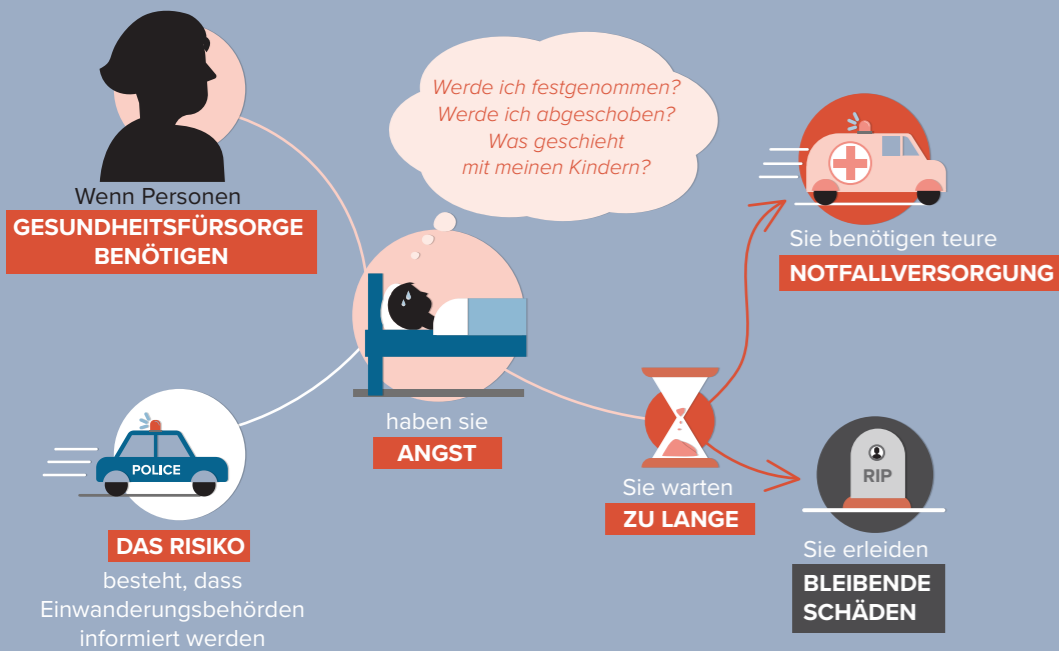 Wenn Personen
GESUNDHEITSFÜRSORGE
BENÖTIGEN
Werde ich festgenommen?
Werde ich abgeschoben?
Was geschieht
mit meinen Kindern?
POLICE
DAS RISIKO
besteht, dass
Einwanderungsbehörden
informiert werden
haben sie
ANGST
Sie warten
ZU LANGE
Sie benötigen teure
NOTFALLVERSORGUNG
RIP
Sie erleiden
BLEIBENDE
SCHÄDEN